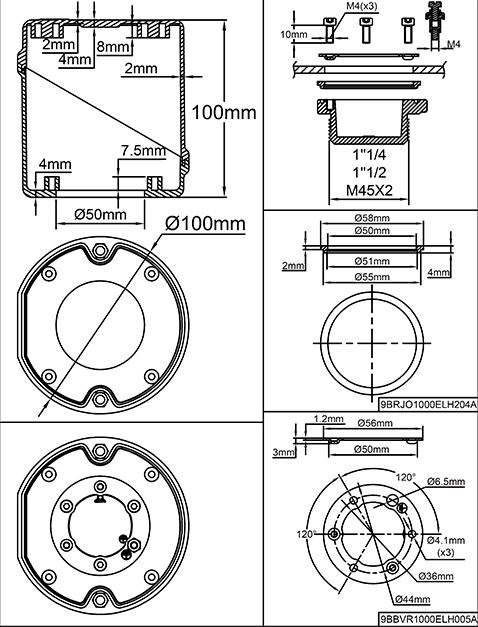 2mm
4mm
8mm
2mm
100mm
4mm
7.5mm
Ø50mm
Ø100mm
M4(x3)
10mm
M4
1"1/4
1"1/2
M45X2
Ø58mm
Ø50mm
2mm
Ø51mm
4mm
Ø55mm
9BRJO1000ELH204A
1.2mm
Ø56mm
3mm
Ø50mm
120°
Ø6.5mm
120°
Ø4.1mm
(x3)
Ø36mm
Ø44mm
9BBVR1000ELH005A